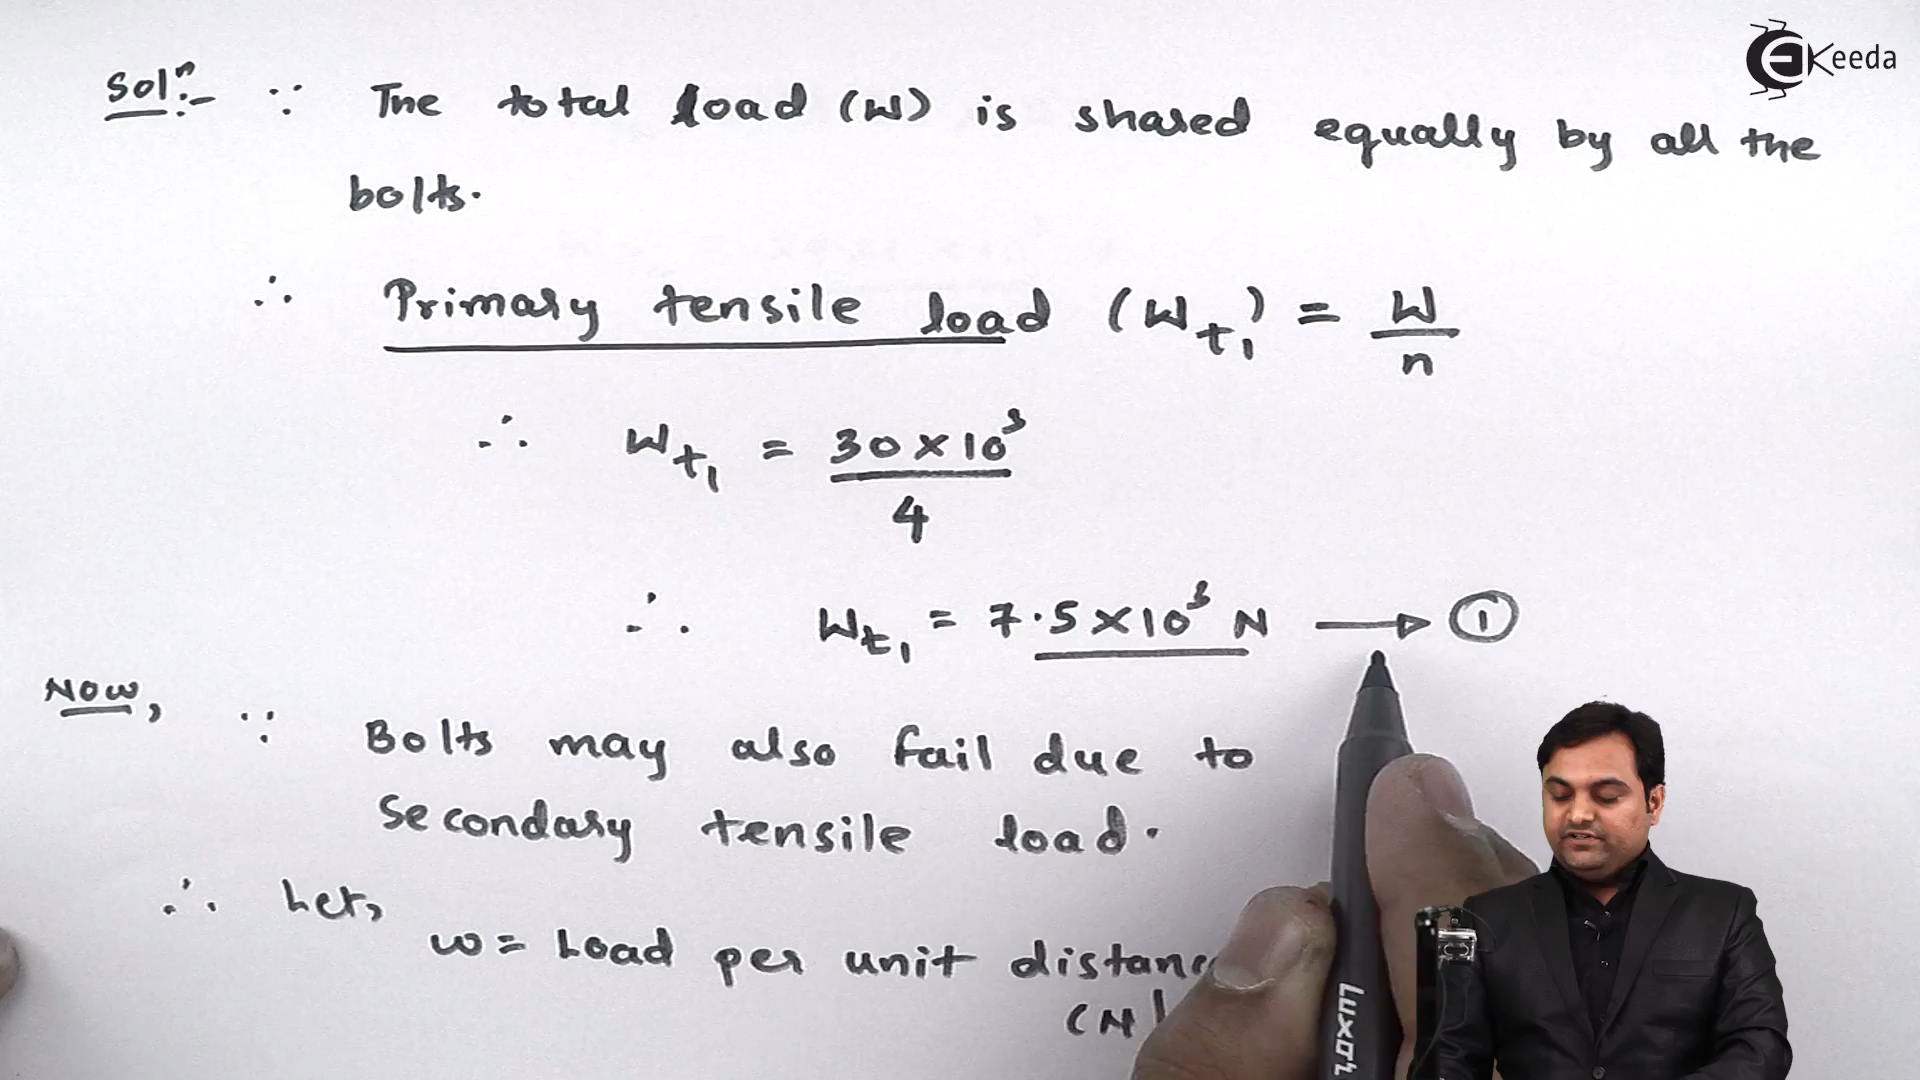 Solⁿ:- ∵ The total load (W) is shared equally by all the
bolts.
∴ Primary tensile load (Wt₁) = W/n
∴ Wt₁ = 30×10³/4
∴ Wt₁ = 7.5×10³ N → ①
Now, ∵ Bolts may also fail due to
secondary tensile load.
∴ Let,
w = Load per unit distance
(N/
Keeda
LUXOR